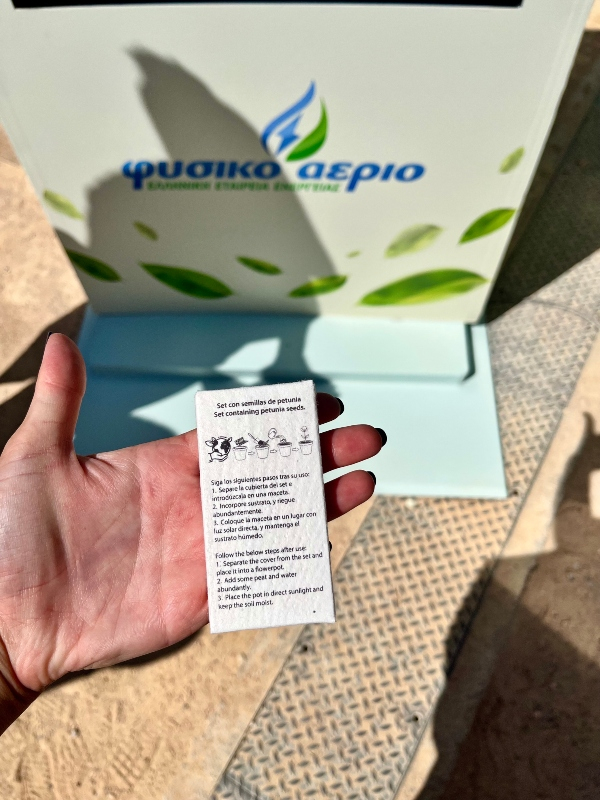 φυσικο αεριο
ΕΛΛΗΝΙΚΗ ΕΤΑΙΡΕΙΑ ΕΝΕΡΓΕΙΑΣ
Set con semillas de petunia
Set containing petunia seeds.
Siga los siguientes pasos tras su uso:
1. Separe la cubierta del set e
introdúzcala en una maceta.
2. Incorpore sustrato, y riegue
abundantemente.
3. Coloque la maceta en un lugar con
luz solar directa, y mantenga el
sustrato húmedo.
Follow the below steps after use:
1. Separate the cover from the set and
place it into a flowerpot.
2. Add some peat and water
abundantly.
3. Place the pot in direct sunlight and
keep the soil moist.